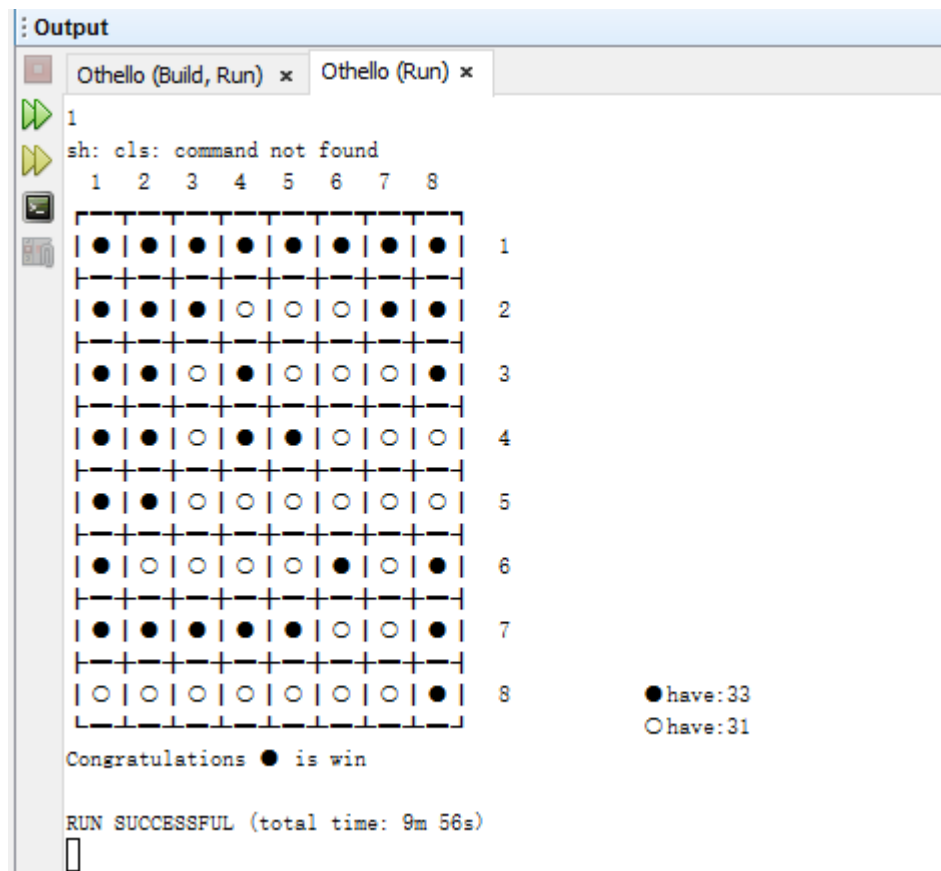 Output
Othello (Build, Run) × Othello (Run) ×
1
sh: cls: command not found
1 2 3 4 5 6 7 8
┌─┬─┬─┬─┬─┬─┬─┬─┐
|●|●|●|●|●|●|●|●| 1
├─┼─┼─┼─┼─┼─┼─┼─┤
|●|●|●|○|○|○|●|●| 2
├─┼─┼─┼─┼─┼─┼─┼─┤
|●|●|○|●|○|○|○|●| 3
├─┼─┼─┼─┼─┼─┼─┼─┤
|●|●|○|●|●|○|○|○| 4
├─┼─┼─┼─┼─┼─┼─┼─┤
|●|●|○|○|○|○|○|○| 5
├─┼─┼─┼─┼─┼─┼─┼─┤
|●|○|○|○|○|●|○|●| 6
├─┼─┼─┼─┼─┼─┼─┼─┤
|●|●|●|●|●|○|○|●| 7
├─┼─┼─┼─┼─┼─┼─┼─┤
|○|○|○|○|○|○|○|●| 8 ●have:33
└─┴─┴─┴─┴─┴─┴─┴─┘ ○have:31
Congratulations ● is win
RUN SUCCESSFUL (total time: 9m 56s)